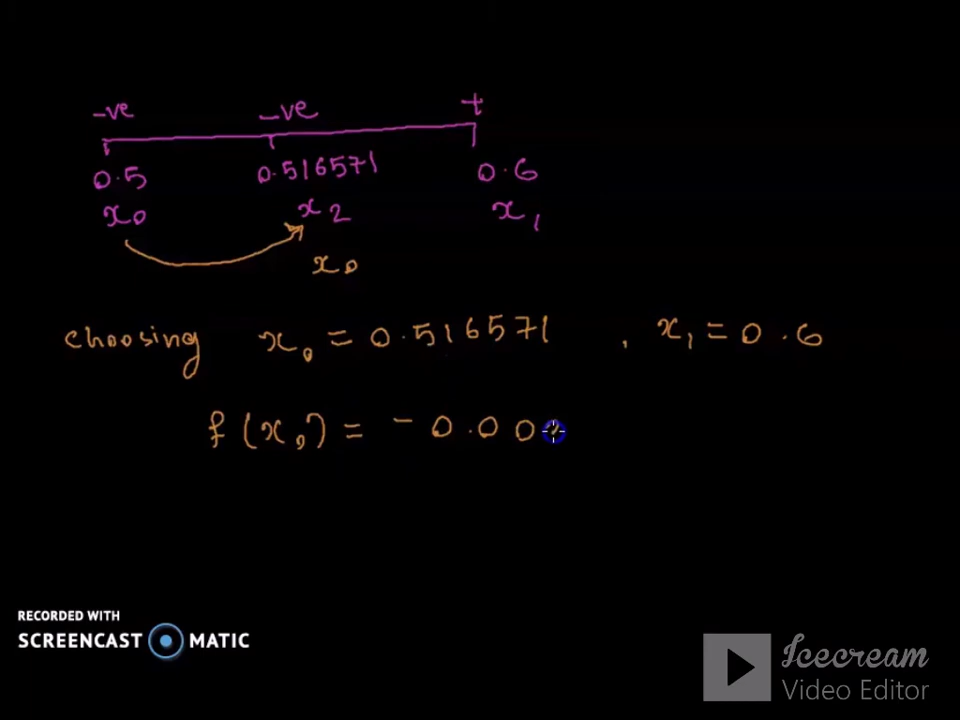 -ve -ve +
0.5 0.516571 0.6
x0 x2 x1
x0
choosing x0 = 0.516571 , x1 = 0.6
f(x0) = -0.00
RECORDED WITH
SCREENCAST MATIC
Icecream
Video Editor